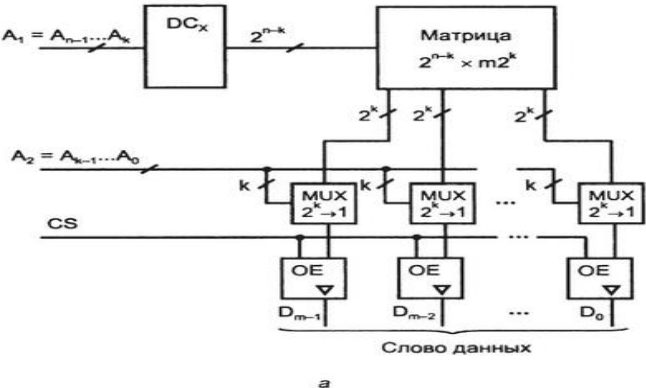 A₁ = Aₙ₋₁...Aₖ
DCₓ
2ⁿ⁻ᵏ
Матрица
2ⁿ⁻ᵏ × m2ᵏ
2ᵏ 2ᵏ 2ᵏ
A₂ = Aₖ₋₁...A₀
k k k
MUX MUX ... MUX
2ᵏ→1 2ᵏ→1 2ᵏ→1
CS
...
OE OE OE
Dₘ₋₁ Dₘ₋₂ ... D₀
Слово данных
а